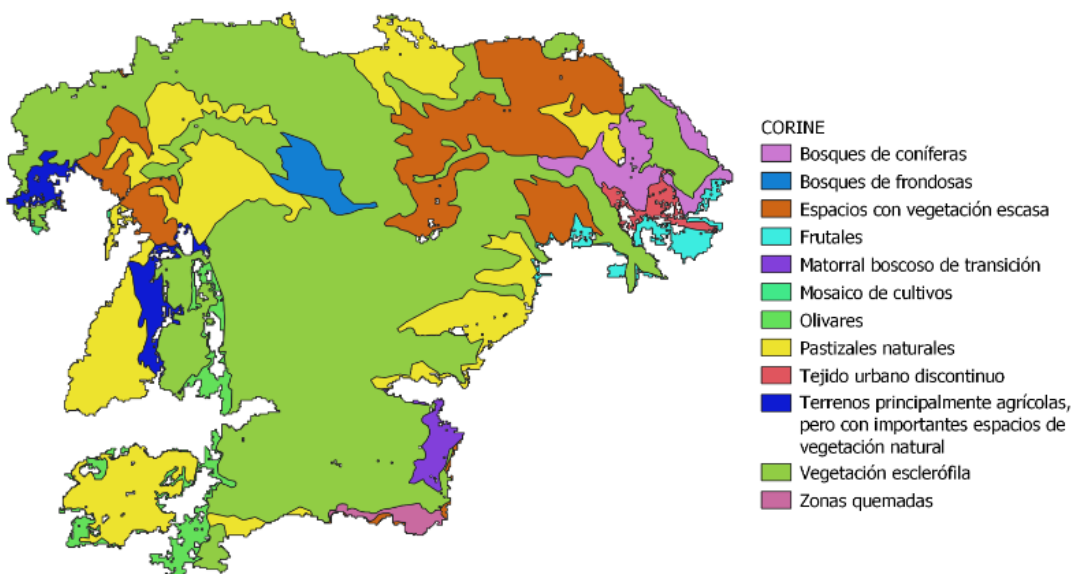 CORINE
Bosques de coníferas
Bosques de frondosas
Espacios con vegetación escasa
Frutales
Matorral boscoso de transición
Mosaico de cultivos
Olivares
Pastizales naturales
Tejido urbano discontinuo
Terrenos principalmente agrícolas,
pero con importantes espacios de
vegetación natural
Vegetación esclerófila
Zonas quemadas